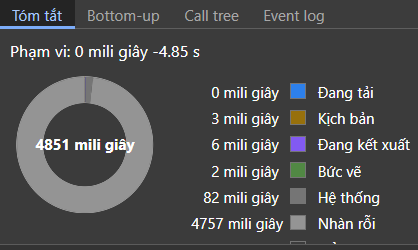 Tóm tắt Bottom-up Call tree Event log
Phạm vi: 0 mili giây -4.85 s
4851 mili giây
0 mili giây Đang tải
3 mili giây Kịch bản
6 mili giây Đang kết xuất
2 mili giây Bức vẽ
82 mili giây Hệ thống
4757 mili giây Nhàn rỗi